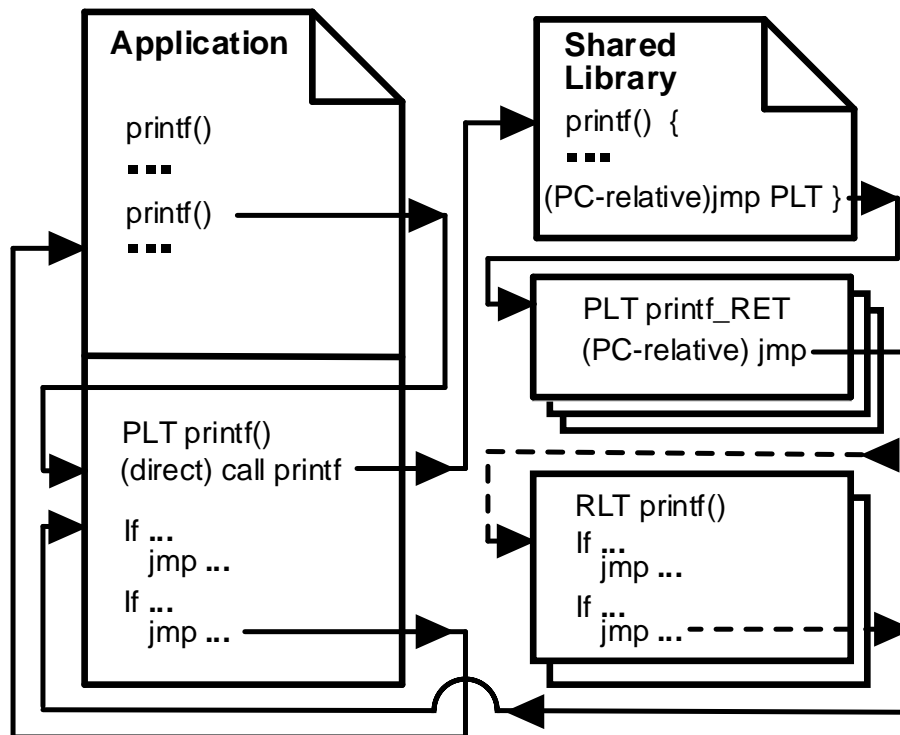 Application
printf()
...
printf()
...
PLT printf()
(direct) call printf
If ...
jmp ...
If ...
jmp ...
Shared
Library
printf() {
...
(PC-relative)jmp PLT }
PLT printf_RET
(PC-relative) jmp
RLT printf()
If ...
jmp ...
If ...
jmp ...